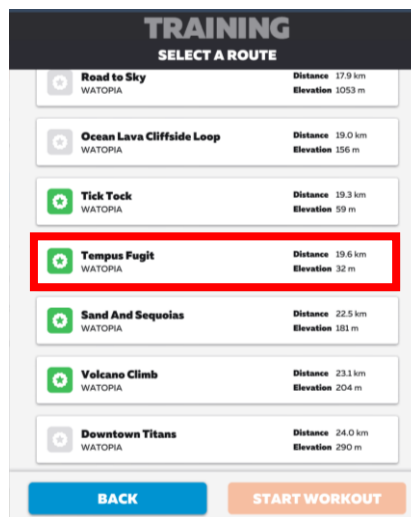 TRAINING
SELECT A ROUTE
Road to Sky Distance 17.9 km
WATOPIA Elevation 1053 m
Ocean Lava Cliffside Loop Distance 19.0 km
WATOPIA Elevation 156 m
Tick Tock Distance 19.3 km
WATOPIA Elevation 59 m
Tempus Fugit Distance 19.6 km
WATOPIA Elevation 32 m
Sand And Sequoias Distance 22.5 km
WATOPIA Elevation 181 m
Volcano Climb Distance 23.1 km
WATOPIA Elevation 204 m
Downtown Titans Distance 24.0 km
WATOPIA Elevation 290 m
BACK START WORKOUT